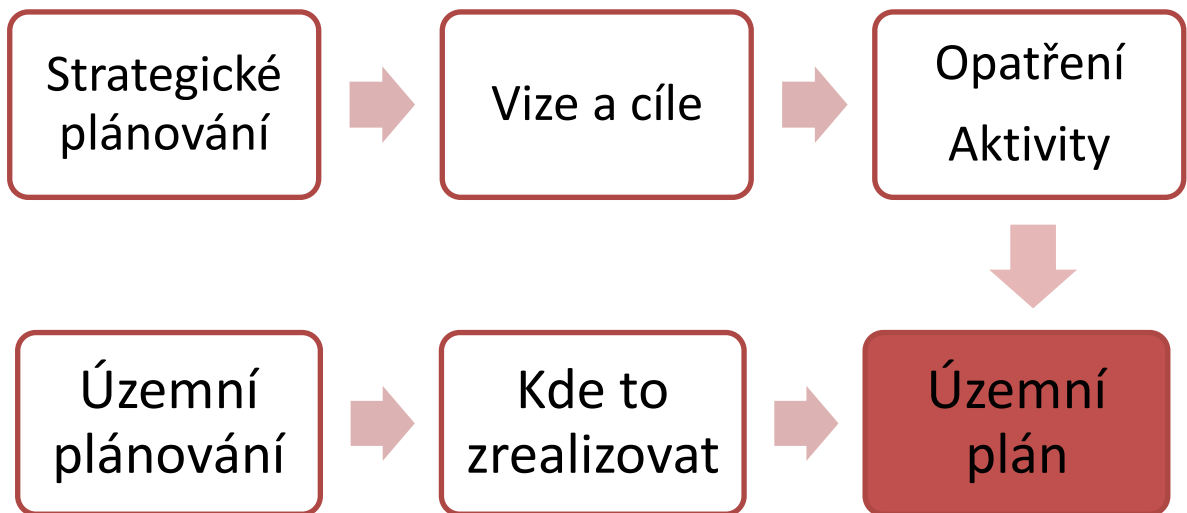 Strategické
plánování
Vize a cíle
Opatření
Aktivity
Územní
plánování
Kde to
zrealizovat
Územní
plán